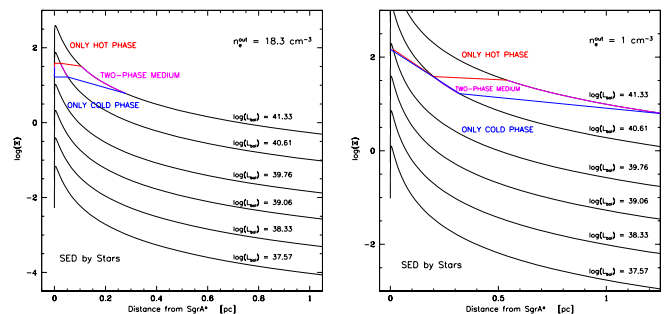 n_e^out = 18.3 cm⁻³
ONLY HOT PHASE
TWO-PHASE MEDIUM
ONLY COLD PHASE
log(L_bol) = 41.33
log(L_bol) = 40.61
log(L_bol) = 39.76
log(L_bol) = 39.06
log(L_bol) = 38.33
log(L_bol) = 37.57
SED by Stars
log(Ξ)
2
0
−2
−4
0
0.2
0.4
0.6
0.8
1
Distance from SgrA* [pc]
n_e^out = 1 cm⁻³
ONLY HOT PHASE
TWO-PHASE MEDIUM
ONLY COLD PHASE
log(L_bol) = 41.33
log(L_bol) = 40.61
log(L_bol) = 39.76
log(L_bol) = 39.06
log(L_bol) = 38.33
log(L_bol) = 37.57
SED by Stars
log(Ξ)
2
0
−2
0
0.5
1
Distance from SgrA* [pc]